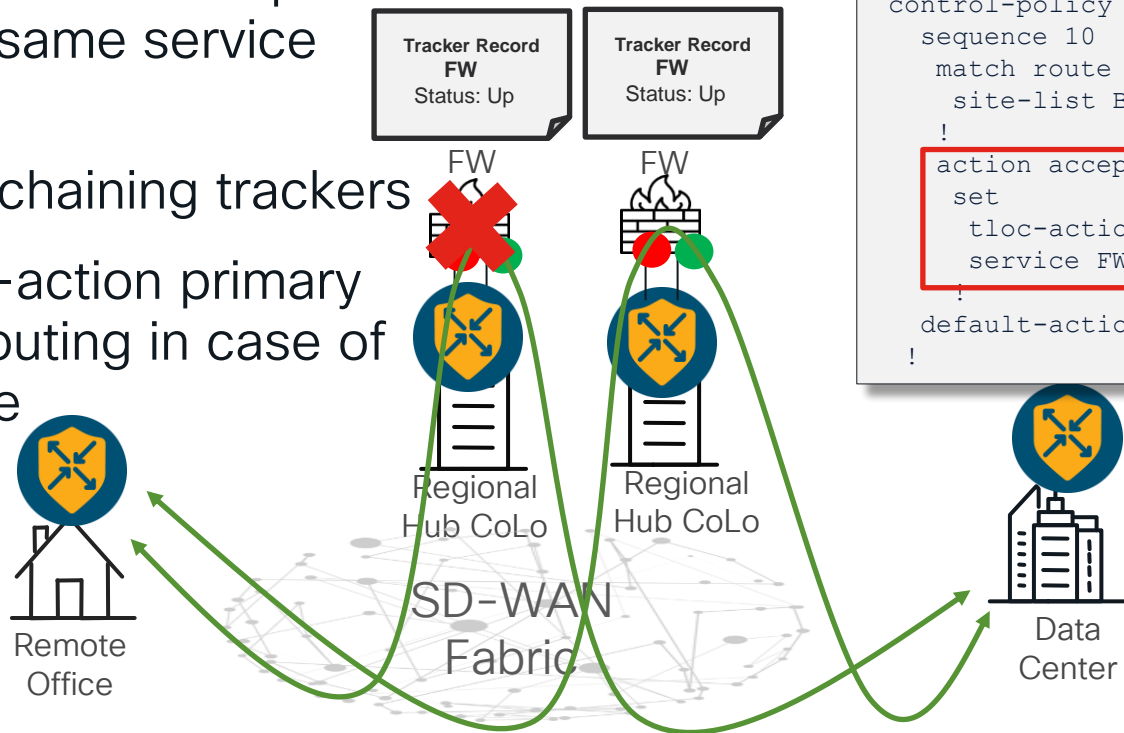 same service
chaining trackers
-action primary
outing in case of
e
Tracker Record
FW
Status: Up
Tracker Record
FW
Status: Up
FW
FW
control-policy
sequence 10
match route
site-list B
!
action accep
set
tloc-actio
service FW
!
default-actio
!
Regional
Hub CoLo
Regional
Hub CoLo
SD-WAN
Fabric
Remote
Office
Data
Center